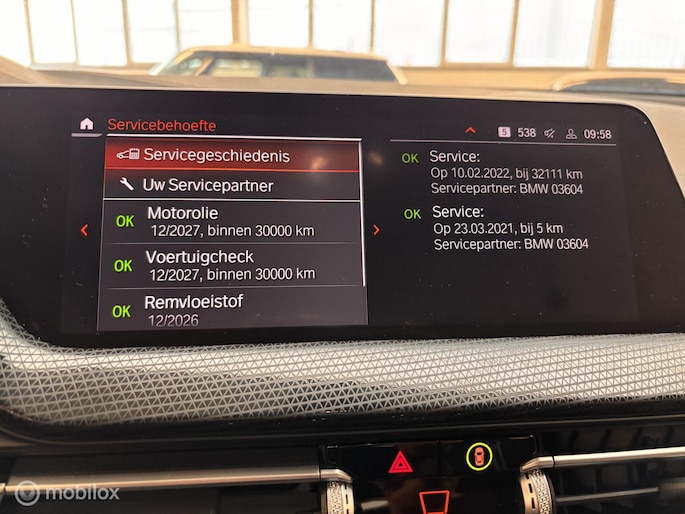 Servicebehoefte
5 538 09:58
Servicegeschiedenis
Uw Servicepartner
OK Motorolie
12/2027, binnen 30000 km
OK Voertuigcheck
12/2027, binnen 30000 km
OK Remvloeistof
12/2026
OK Service:
Op 10.02.2022, bij 32111 km
Servicepartner: BMW 03604
OK Service:
Op 23.03.2021, bij 5 km
Servicepartner: BMW 03604
mobilox